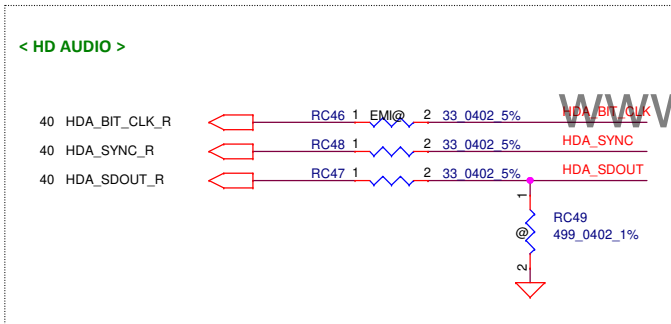 < HD AUDIO >
WWV
40 HDA_BIT_CLK_R RC46 1 EMI@ 2 33_0402_5% HDA_BIT_CLK
40 HDA_SYNC_R RC48 1 2 33_0402_5% HDA_SYNC
40 HDA_SDOUT_R RC47 1 2 33_0402_5% HDA_SDOUT
1
RC49
@ 499_0402_1%
2